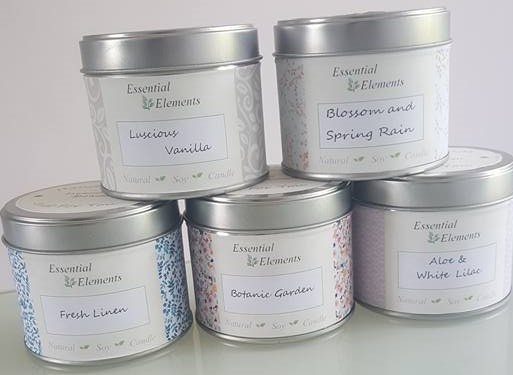 Essential
Elements
Luscious
Vanilla
Natural Soy Candle
Essential
Elements
Blossom and
Spring Rain
Natural Soy Candle
Essential
Elements
Fresh Linen
Natural Soy Candle
Essential
Elements
Botanic Garden
Natural Soy Candle
Essential
Elements
Aloe &
White Lilac
Natural Soy Candle